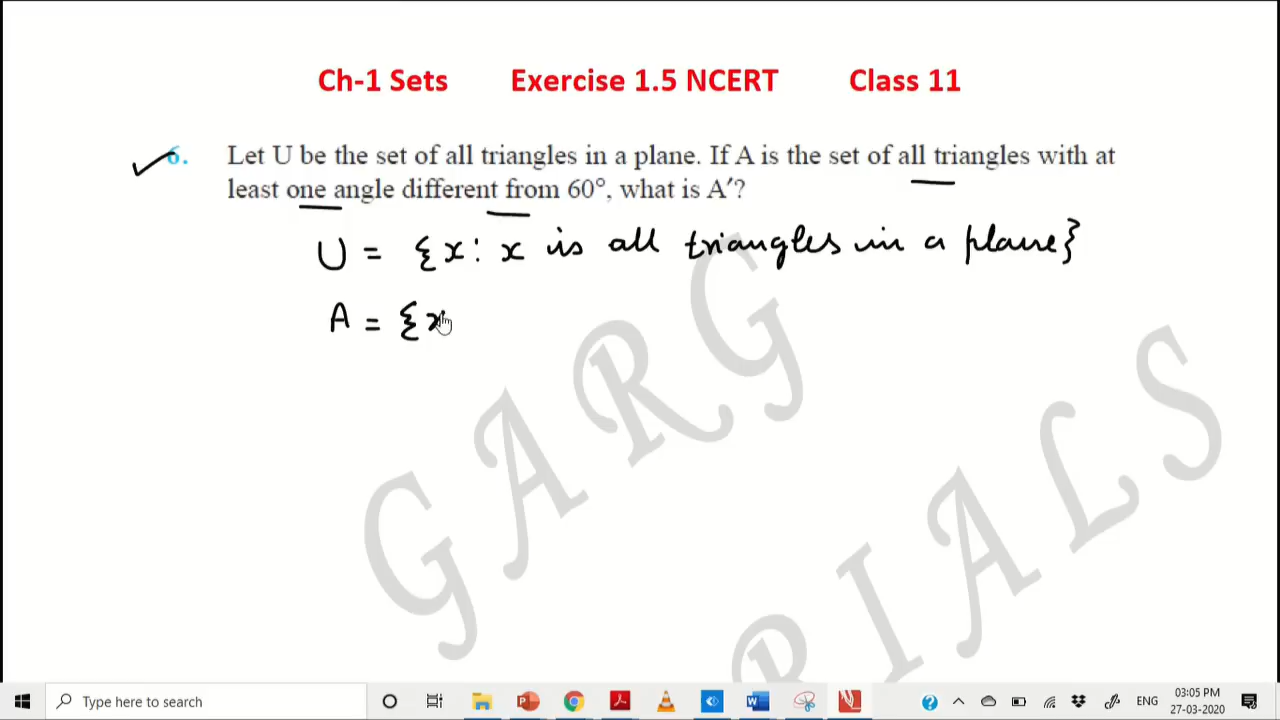 Ch-1 Sets Exercise 1.5 NCERT Class 11
6. Let U be the set of all triangles in a plane. If A is the set of all triangles with at
least one angle different from 60°, what is A′?
U = {x : x is all triangles in a plane}
A = {x
GARG
RIALS
Type here to search
ENG
03:05 PM
27-03-2020